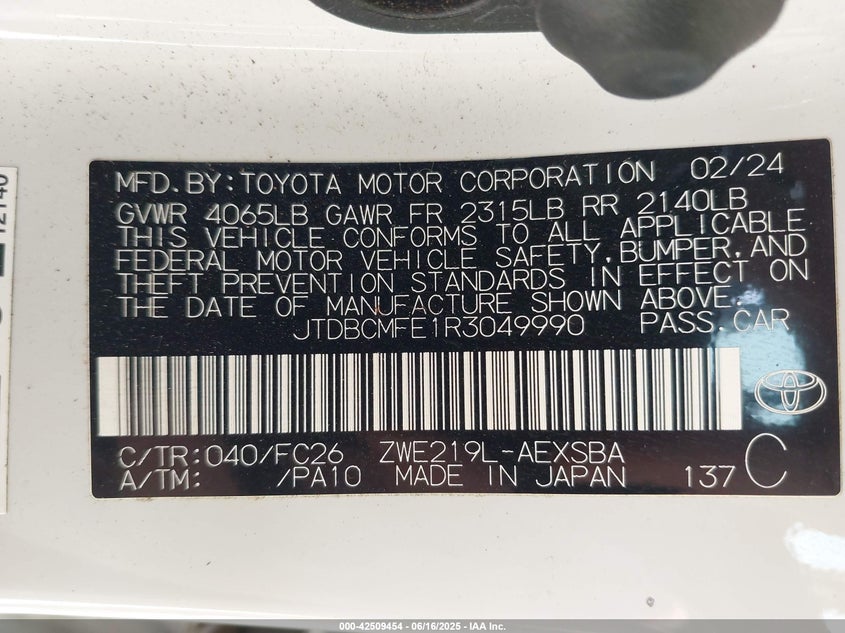 MFD.BY:TOYOTA MOTOR CORPORATION 02/24
GVWR 4065LB GAWR FR 2315LB RR 2140LB
THIS VEHICLE CONFORMS TO ALL APPLICABLE
FEDERAL MOTOR VEHICLE SAFETY,BUMPER,AND
THEFT PREVENTION STANDARDS IN EFFECT ON
THE DATE OF MANUFACTURE SHOWN ABOVE.
JTDBCMFE1R3049990 PASS.CAR
C/TR:040/FC26 ZWE219L-AEXSBA
A/TM: /PA10 MADE IN JAPAN 137 C
12140
000-42509454 - 06/16/2025 - IAA Inc.